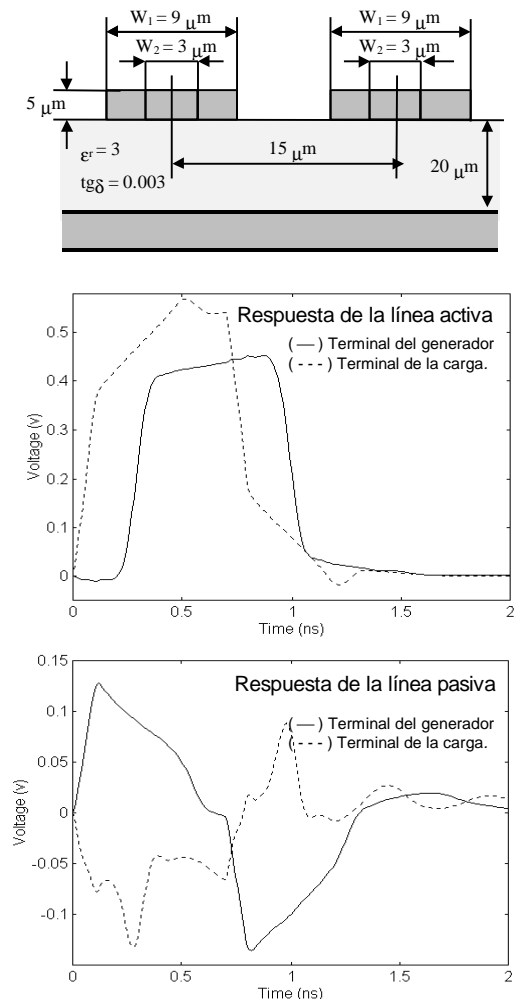 W1 = 9 μm W1 = 9 μm
W2 = 3 μm W2 = 3 μm
5 μm
εr = 3
tgδ = 0.003
15 μm
20 μm
Respuesta de la línea activa
(—) Terminal del generador
(----) Terminal de la carga.
Voltage (v)
0.5
0.4
0.3
0.2
0.1
0
0 0.5 1 1.5 2
Time (ns)
Respuesta de la línea pasiva
(—) Terminal del generador
(----) Terminal de la carga.
Voltage (v)
0.15
0.1
0.05
0
-0.05
-0.1
0 0.5 1 1.5 2
Time (ns)